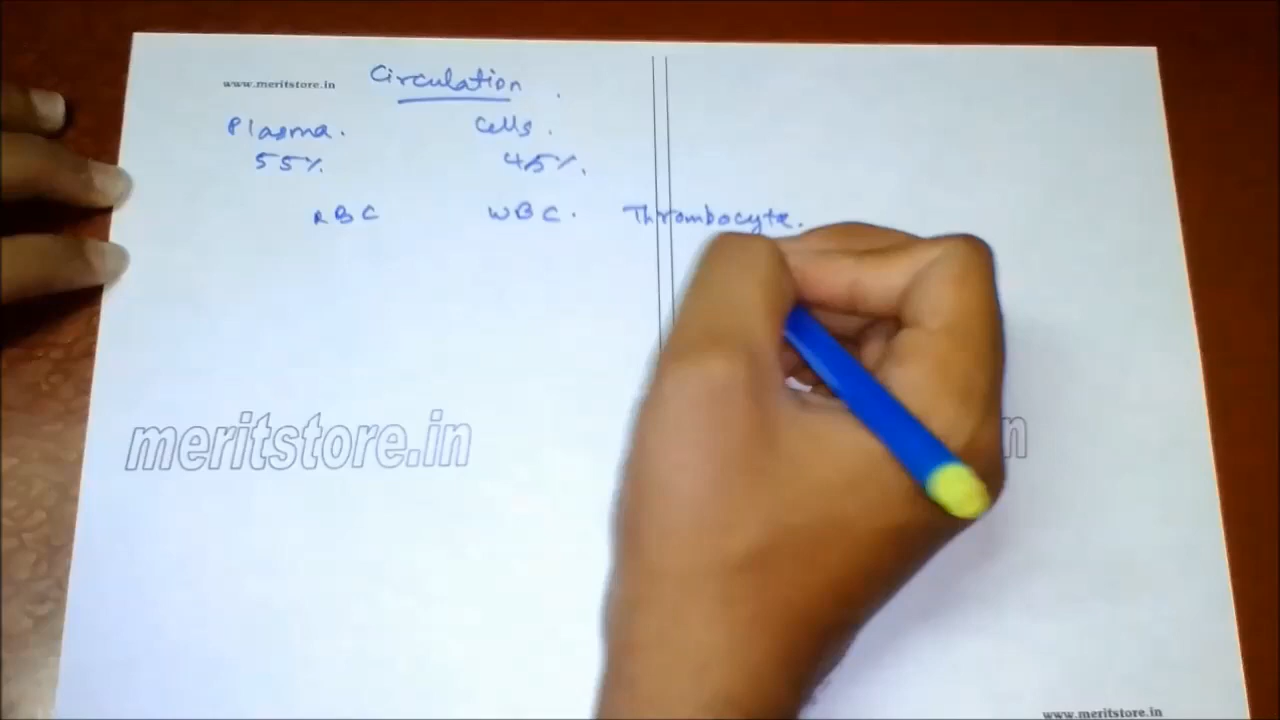 www.meritstore.in Circulation.
Plasma. Cells.
55% 45%.
RBC WBC. Thrombocyte.
meritstore.in n
www.meritstore.in